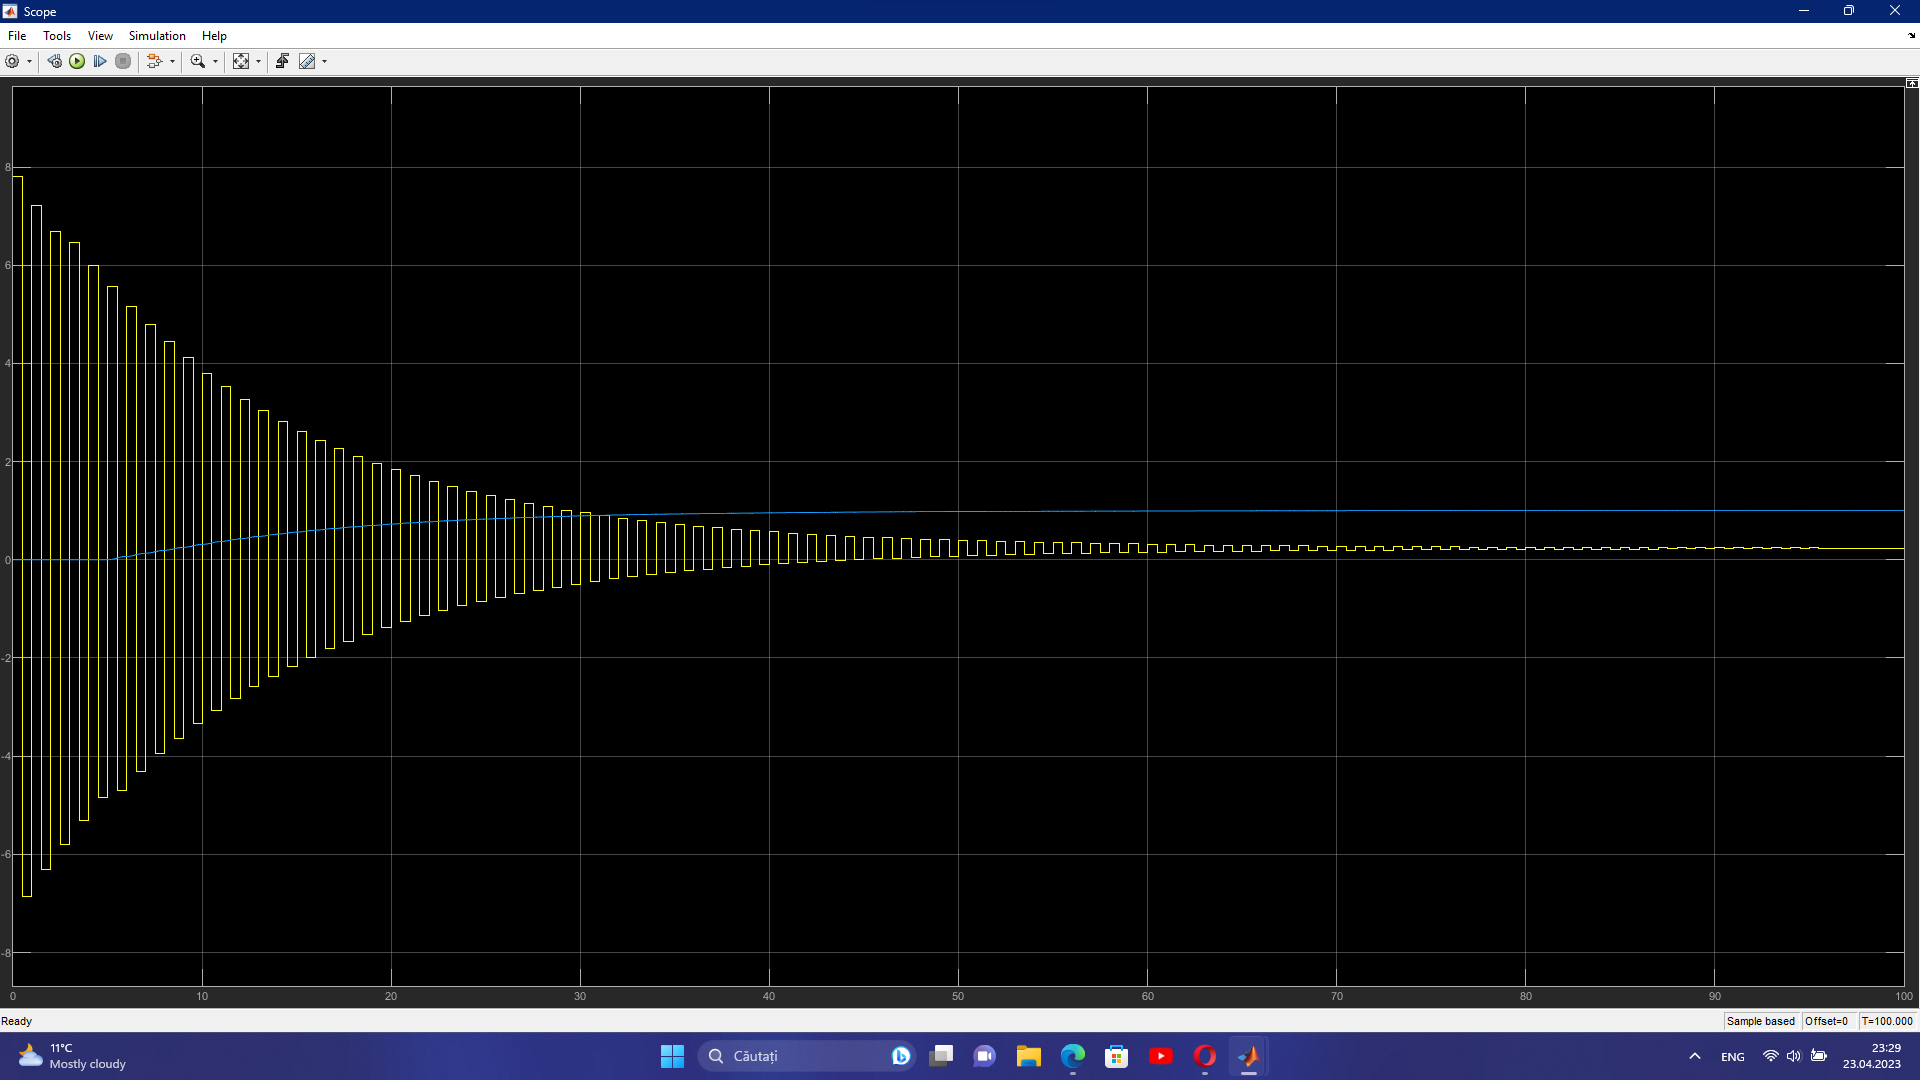 Scope
File Tools View Simulation Help
8
6
4
2
0
-2
-4
-6
-8
0 10 20 30 40 50 60 70 80 90 100
Ready
Sample based Offset=0 T=100.000
11°C
Mostly cloudy
Căutați
ENG
23:29
23.04.2023